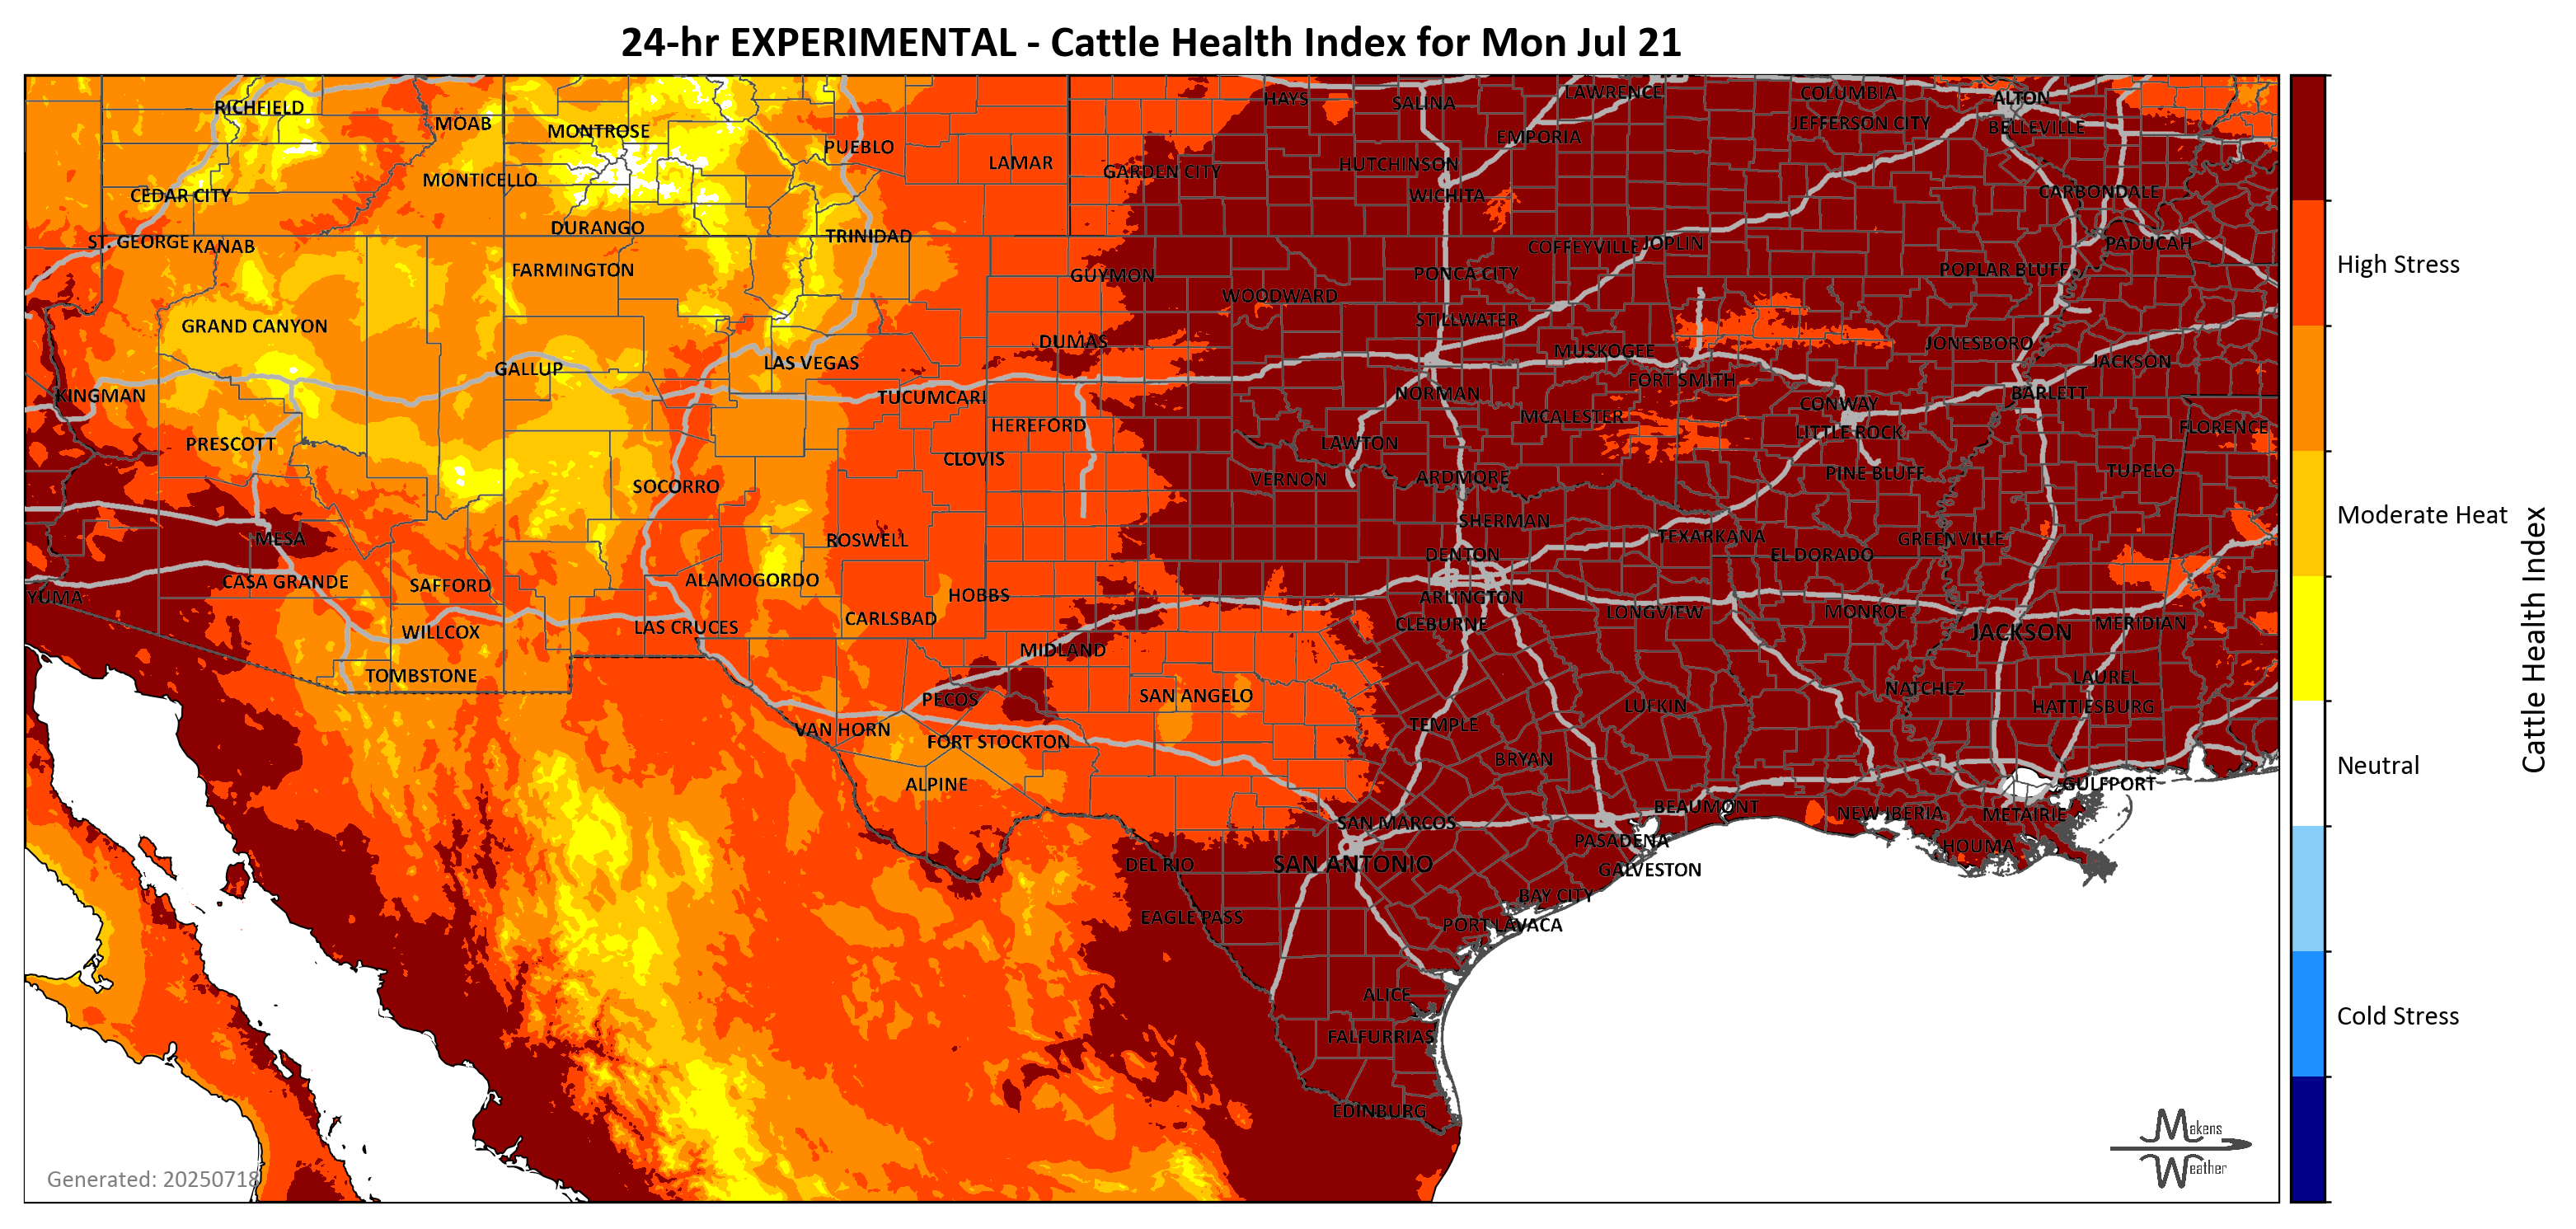 24-hr EXPERIMENTAL - Cattle Health Index for Mon Jul 21
RICHFIELD
MOAB
MONTROSE
PUEBLO
LAMAR
HAYS
SALINA
LAWRENCE
COLUMBIA
ALTON
JEFFERSON CITY
BELLEVILLE
EMPORIA
HUTCHINSON
GARDEN CITY
WICHITA
CEDAR CITY
MONTICELLO
CARBONDALE
DURANGO
TRINIDAD
ST. GEORGE
KANAB
COFFEYVILLE
JOPLIN
PADUCAH
FARMINGTON
GUYMON
PONCA CITY
POPLAR BLUFF
WOODWARD
GRAND CANYON
STILLWATER
DUMAS
MUSKOGEE
JONESBORO
JACKSON
GALLUP
LAS VEGAS
FORT SMITH
KINGMAN
TUCUMCARI
NORMAN
CONWAY
BARLETT
HEREFORD
MCALESTER
LITTLE ROCK
FLORENCE
PRESCOTT
LAWTON
CLOVIS
VERNON
ARDMORE
PINE BLUFF
TUPELO
SOCORRO
SHERMAN
MESA
ROSWELL
TEXARKANA
GREENVILLE
DENTON
EL DORADO
CASA GRANDE
SAFFORD
ALAMOGORDO
YUMA
HOBBS
ARLINGTON
LONGVIEW
MONROE
CARLSBAD
CLEBURNE
MERIDIAN
WILLCOX
LAS CRUCES
JACKSON
MIDLAND
TOMBSTONE
LAUREL
PECOS
SAN ANGELO
NATCHEZ
LUFKIN
HATTIESBURG
VAN HORN
TEMPLE
FORT STOCKTON
BRYAN
ALPINE
GULFPORT
BEAUMONT
NEW IBERIA
METAIRIE
SAN MARCOS
PASADENA
HOUMA
DEL RIO
SAN ANTONIO
GALVESTON
BAY CITY
EAGLE PASS
PORT LAVACA
ALICE
FALFURRIAS
EDINBURG
Generated: 20250718
Makens
Weather
High Stress
Moderate Heat
Neutral
Cold Stress
Cattle Health Index